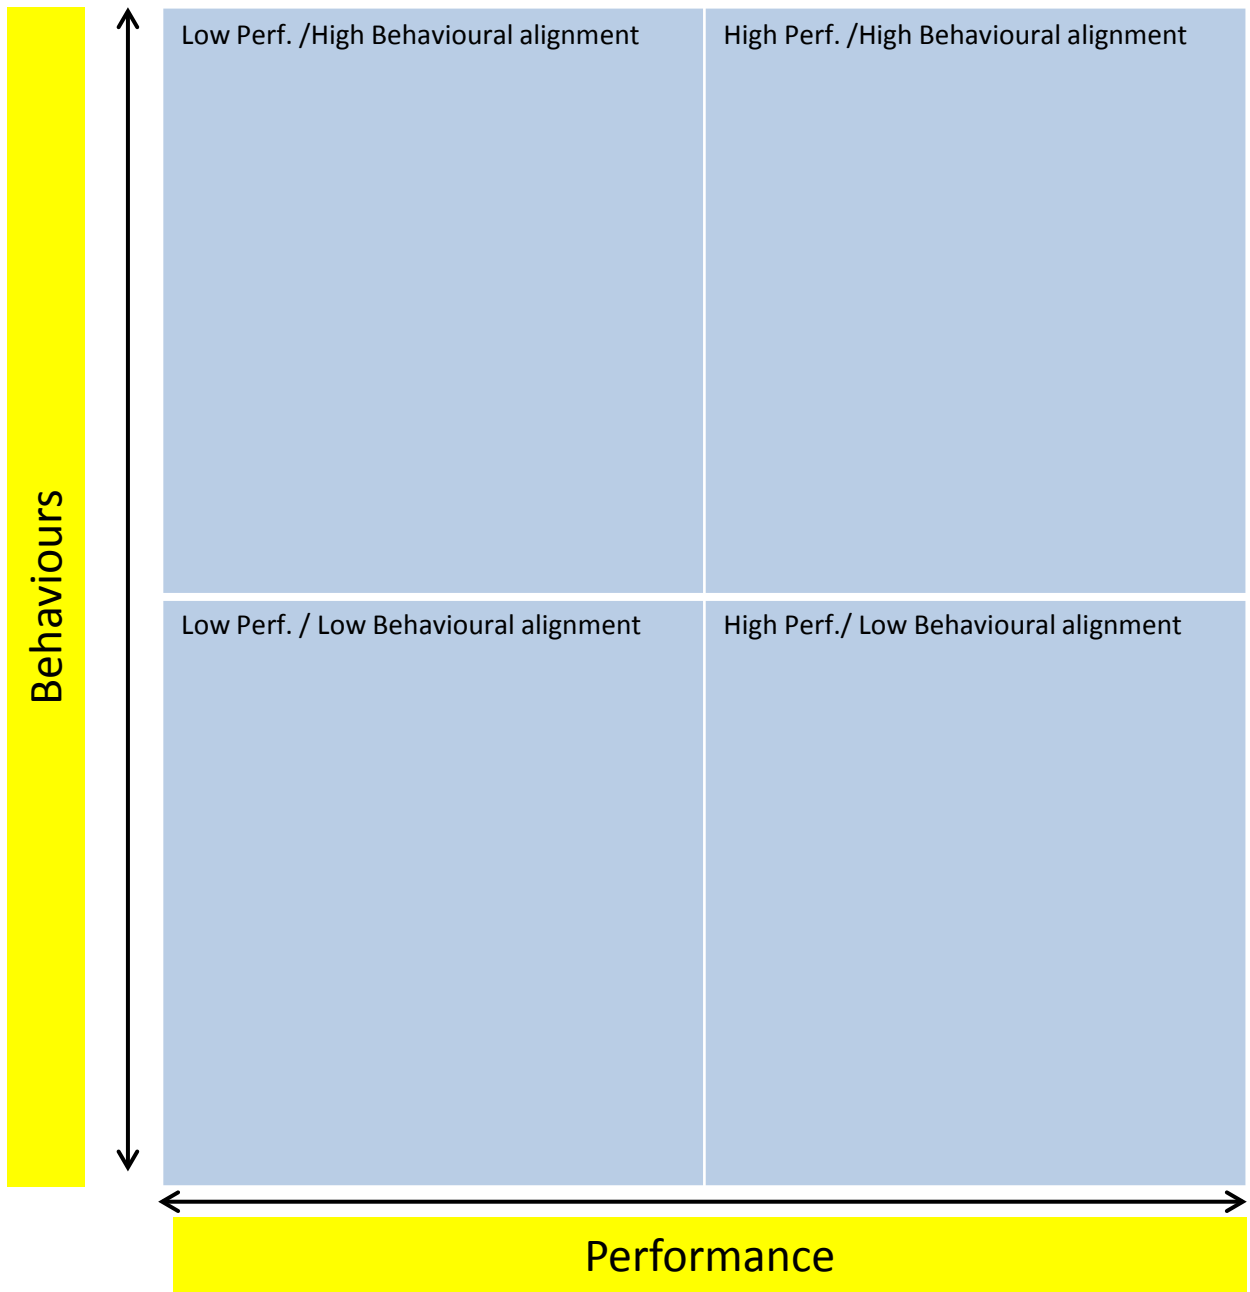 Low Perf. /High Behavioural alignment
High Perf. /High Behavioural alignment
Behaviours
Low Perf. / Low Behavioural alignment
High Perf./ Low Behavioural alignment
Performance